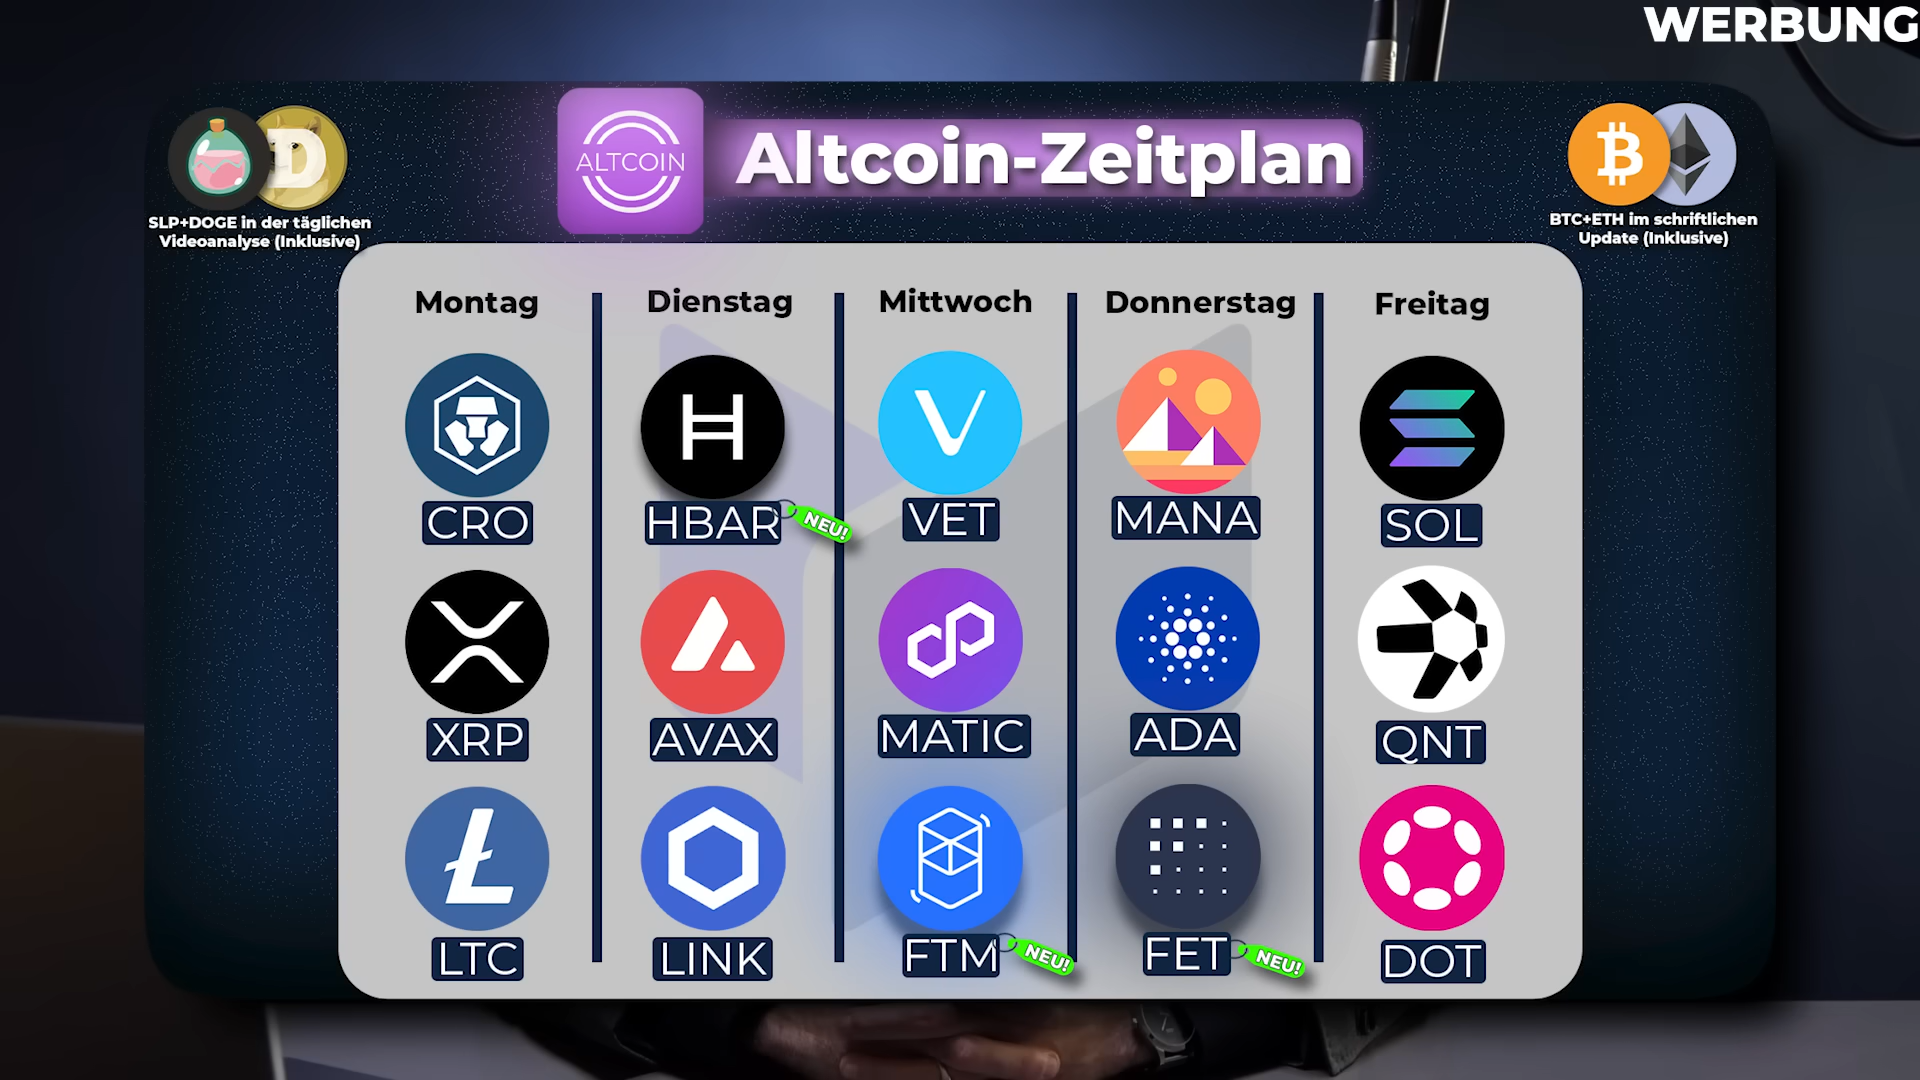 WERBUNG
ALTCOIN
Altcoin-Zeitplan
SLP+DOGE in der täglichen
Videoanalyse (Inklusive)
BTC+ETH im schriftlichen
Update (Inklusive)
Montag
Dienstag
Mittwoch
Donnerstag
Freitag
CRO
HBAR
NEU!
VET
MANA
SOL
XRP
AVAX
MATIC
ADA
QNT
LTC
LINK
FTM
NEU!
FET
NEU!
DOT